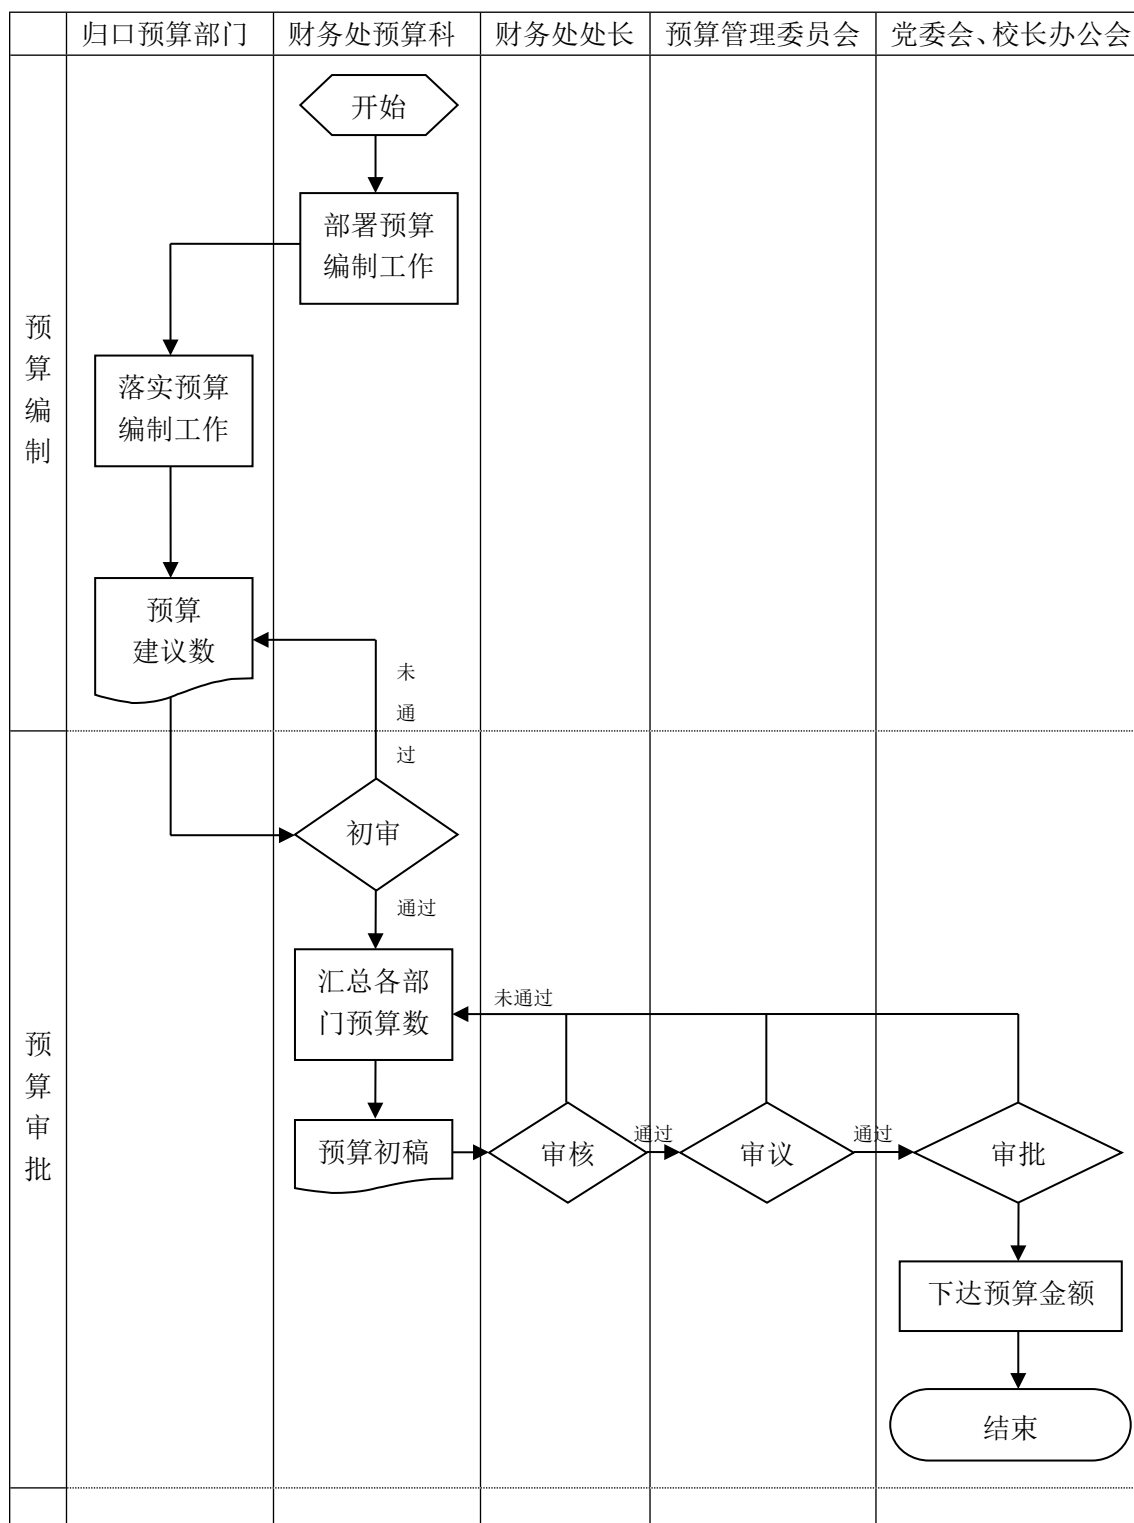 归口预算部门
财务处预算科
财务处处长
预算管理委员会
党委会、校长办公会
预
算
编
制
开始
部署预算
编制工作
落实预算
编制工作
预算
建议数
未
通
过
预
算
审
批
初审
通过
汇总各部
门预算数
未通过
预算初稿
审核
通过
审议
通过
审批
下达预算金额
结束